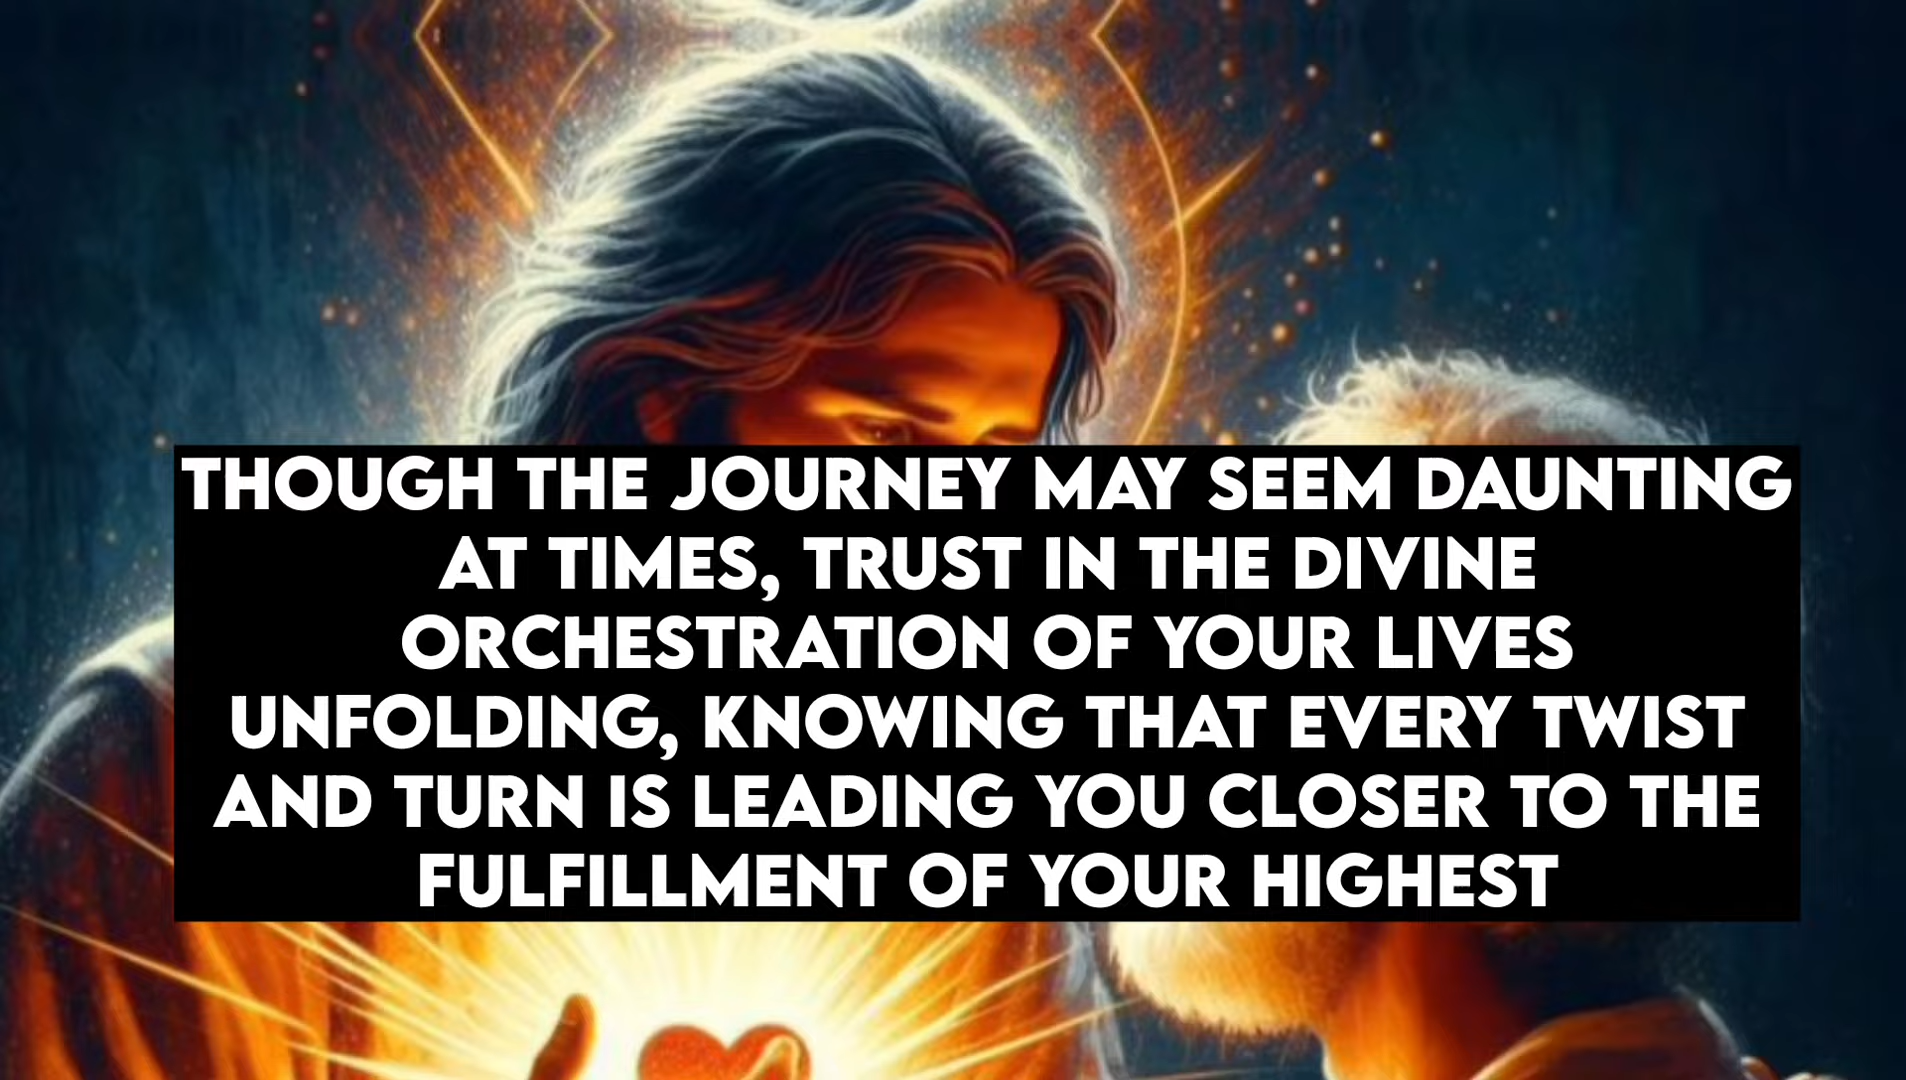 THOUGH THE JOURNEY MAY SEEM DAUNTING
AT TIMES, TRUST IN THE DIVINE
ORCHESTRATION OF YOUR LIVES
UNFOLDING, KNOWING THAT EVERY TWIST
AND TURN IS LEADING YOU CLOSER TO THE
FULFILLMENT OF YOUR HIGHEST